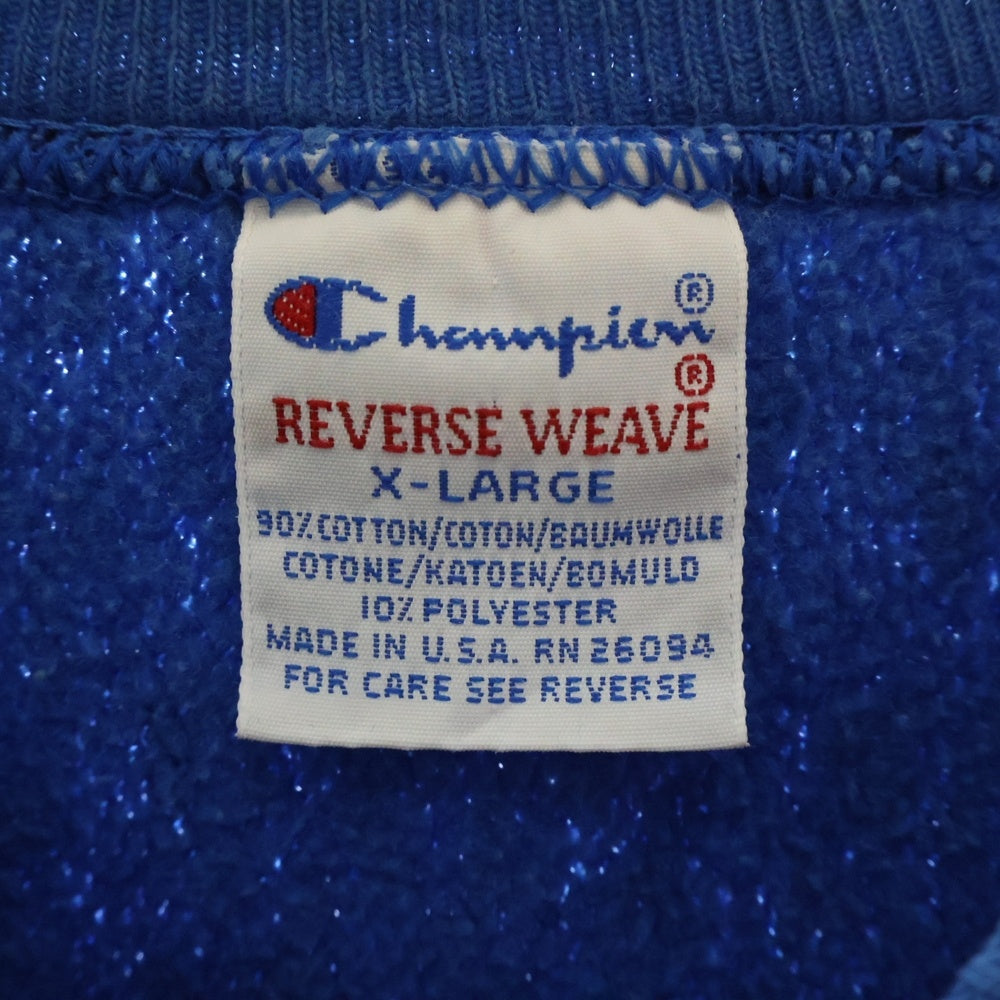 Champion®
REVERSE WEAVE®
X-LARGE
90% COTTON/COTON/BAUMWOLLE
COTONE/KATOEN/BOMULD
10% POLYESTER
MADE IN U.S.A. RN 26094
FOR CARE SEE REVERSE